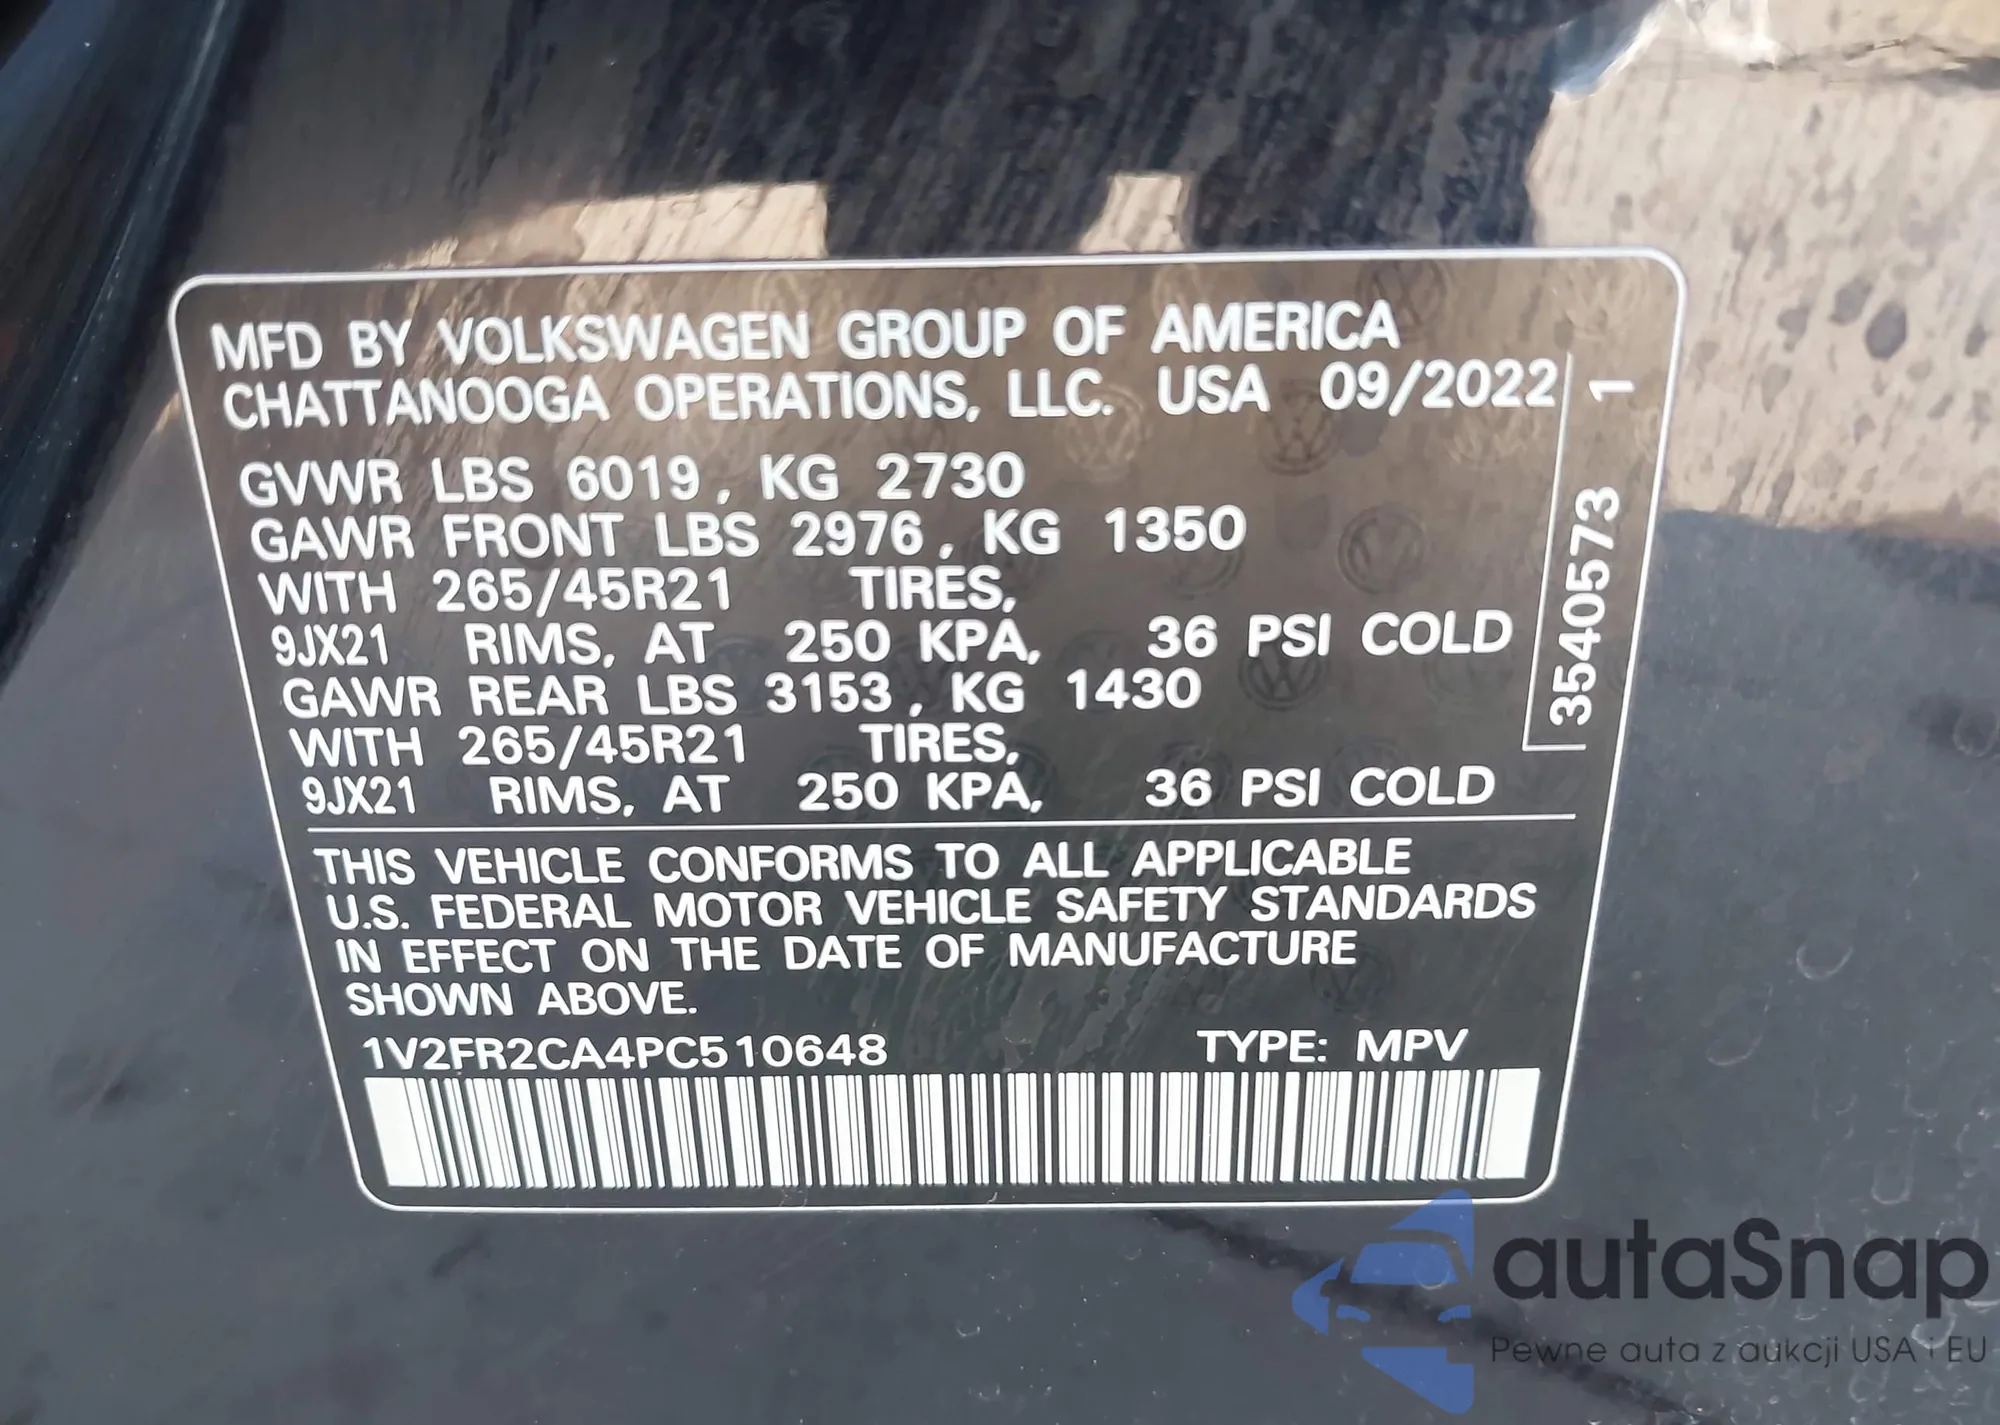 MFD BY VOLKSWAGEN GROUP OF AMERICA
CHATTANOOGA OPERATIONS, LLC. USA 09/2022
GVWR LBS 6019, KG 2730
GAWR FRONT LBS 2976, KG 1350
WITH 265/45R21 TIRES,
9JX21 RIMS, AT 250 KPA, 36 PSI COLD
GAWR REAR LBS 3153, KG 1430
WITH 265/45R21 TIRES,
9JX21 RIMS, AT 250 KPA, 36 PSI COLD
3540573 1
THIS VEHICLE CONFORMS TO ALL APPLICABLE
U.S. FEDERAL MOTOR VEHICLE SAFETY STANDARDS
IN EFFECT ON THE DATE OF MANUFACTURE
SHOWN ABOVE.
1V2FR2CA4PC510648 TYPE: MPV
autaSnap
Pewne auta z aukcji USA i EU